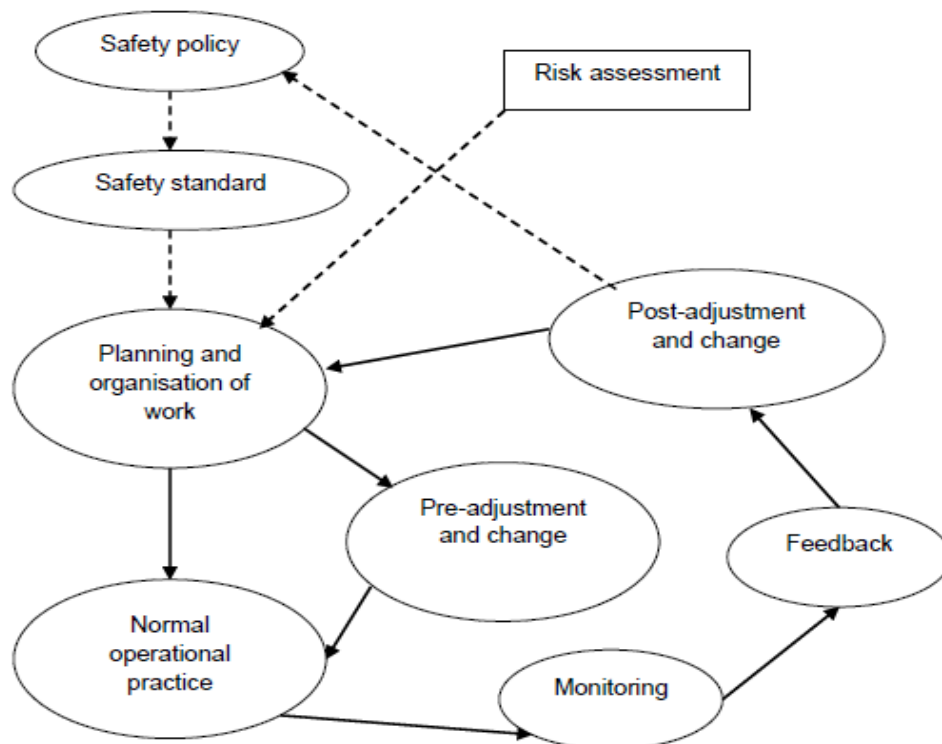 Safety policy
Risk assessment
Safety standard
Post-adjustment
and change
Planning and
organisation of
work
Pre-adjustment
and change
Feedback
Normal
operational
practice
Monitoring